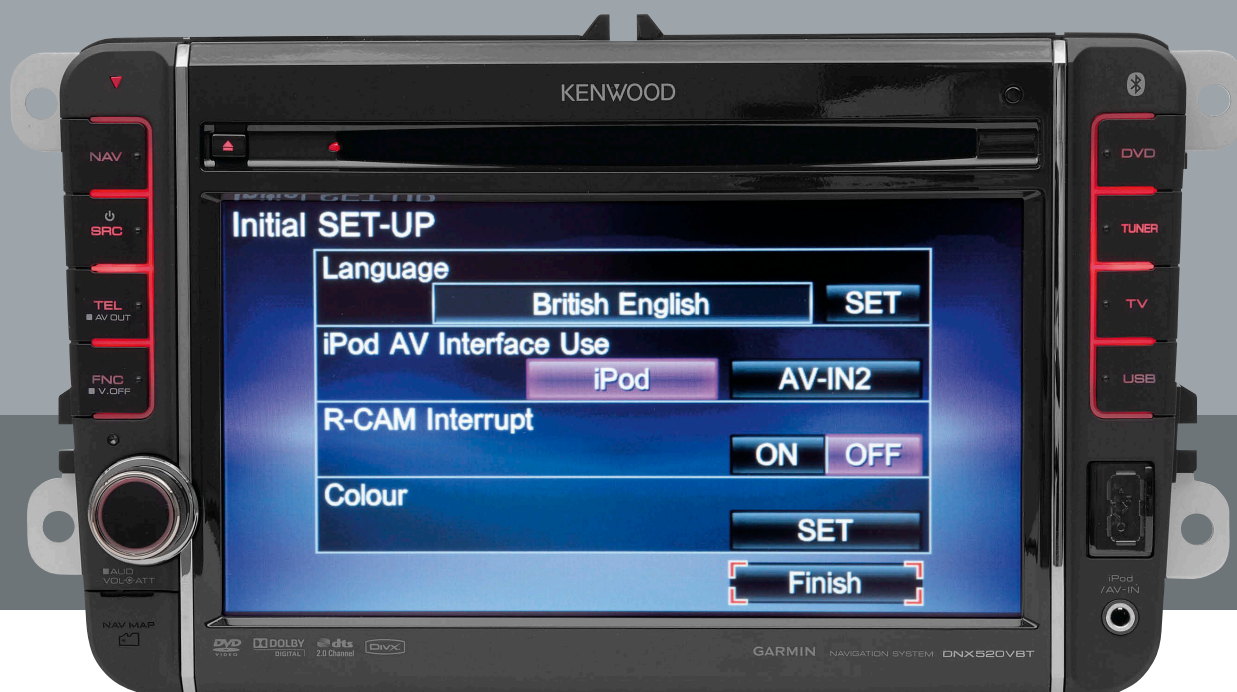 KENWOOD
NAV
SRC
TEL
■ AV OUT
FNC
■ V.OFF
■ AUD
VOL ATT
NAV MAP
Initial SET-UP
Language
British English SET
iPod AV Interface Use
iPod AV-IN2
R-CAM Interrupt
ON OFF
Colour
SET
Finish
DVD
TUNER
TV
USB
iPod
/AV-IN
DVD
VIDEO
DOLBY
DIGITAL
dts
2.0 Channel
DIVX
GARMIN NAVIGATION SYSTEM DNX520VBT